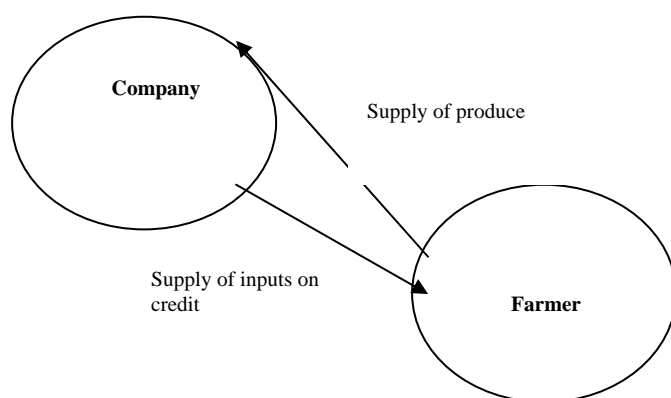 Company
Supply of produce
Supply of inputs on
credit
Farmer